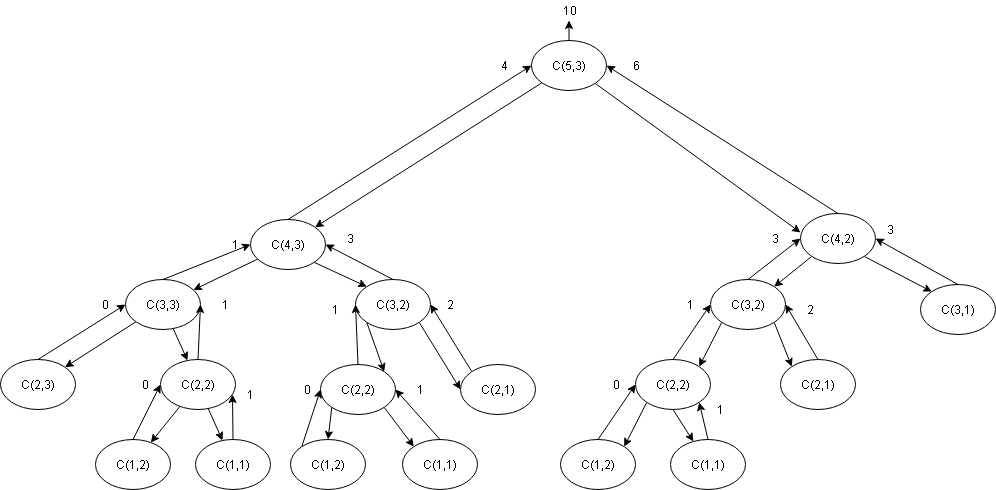 10
4 C(5,3) 6
1 C(4,3) 3
3 C(4,2) 3
0 C(3,3) 1
1 C(3,2) 2
1 C(3,2) 2
C(3,1)
C(2,3)
0 C(2,2) 1
0 C(2,2) 1
C(2,1)
0 C(2,2) 1
C(2,1)
C(1,2) C(1,1) C(1,2) C(1,1) C(1,2) C(1,1)